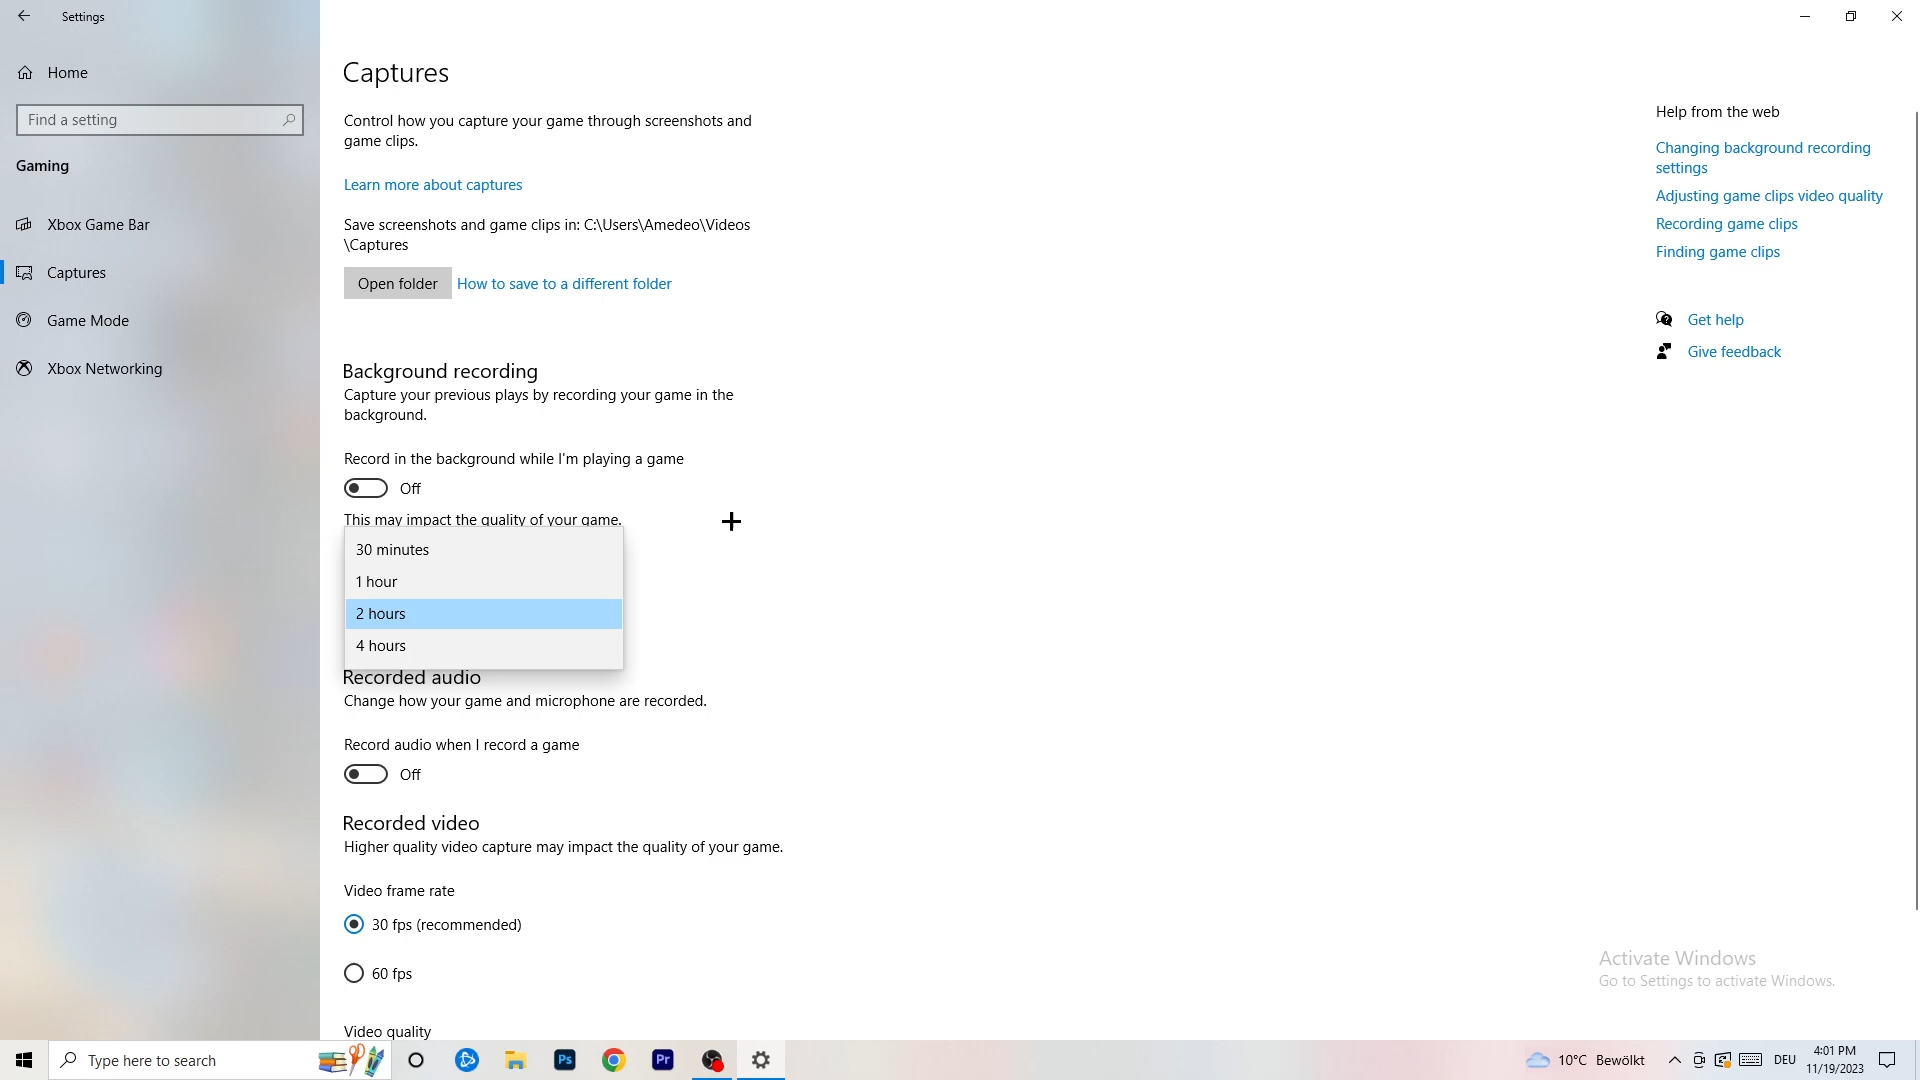 Settings
Home
Find a setting
Gaming
Xbox Game Bar
Captures
Game Mode
Xbox Networking
Captures
Control how you capture your game through screenshots and
game clips.
Learn more about captures
Save screenshots and game clips in: C:\Users\Amedeo\Videos
\Captures
Open folder
How to save to a different folder
Background recording
Capture your previous plays by recording your game in the
background.
Record in the background while I'm playing a game
Off
This may impact the quality of your game.
30 minutes
1 hour
2 hours
4 hours
Recorded audio
Change how your game and microphone are recorded.
Record audio when I record a game
Off
Recorded video
Higher quality video capture may impact the quality of your game.
Video frame rate
30 fps (recommended)
60 fps
Video quality
Help from the web
Changing background recording
settings
Adjusting game clips video quality
Recording game clips
Finding game clips
Get help
Give feedback
Activate Windows
Go to Settings to activate Windows.
Type here to search
Ps
Pr
10°C Bewölkt
DEU
4:01 PM
11/19/2023